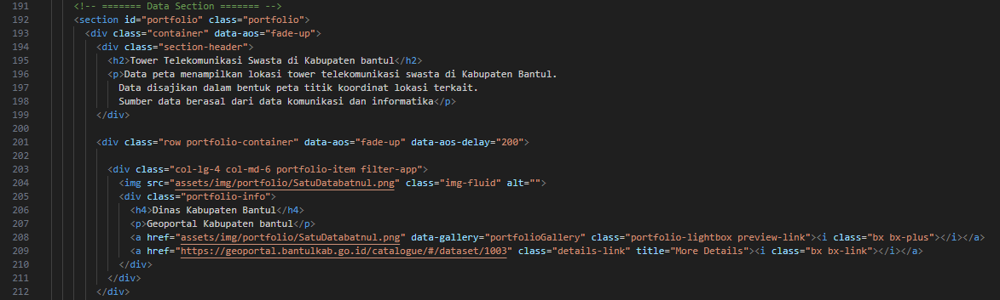 191 <!-- ======= Data Section ======= -->
192 <section id="portfolio" class="portfolio">
193 <div class="container" data-aos="fade-up">
194 <div class="section-header">
195 <h2>Tower Telekomunikasi Swasta di Kabupaten bantul</h2>
196 <p>Data peta menampilkan lokasi tower telekomunikasi swasta di Kabupaten Bantul.
197 Data disajikan dalam bentuk peta titik koordinat lokasi terkait.
198 Sumber data berasal dari data komunikasi dan informatika</p>
199 </div>
200
201 <div class="row portfolio-container" data-aos="fade-up" data-aos-delay="200">
202
203 <div class="col-lg-4 col-md-6 portfolio-item filter-app">
204 <img src="assets/img/portfolio/SatuDatabatnul.png" class="img-fluid" alt="">
205 <div class="portfolio-info">
206 <h4>Dinas Kabupaten Bantul</h4>
207 <p>Geoportal Kabupaten bantul</p>
208 <a href="assets/img/portfolio/SatuDatabatnul.png" data-gallery="portfolioGallery" class="portfolio-lightbox preview-link"><i class="bx bx-plus"></i></a>
209 <a href="https://geoportal.bantulkab.go.id/catalogue/#/dataset/1003" class="details-link" title="More Details"><i class="bx bx-link"></i></a>
210 </div>
211 </div>
212 </div>